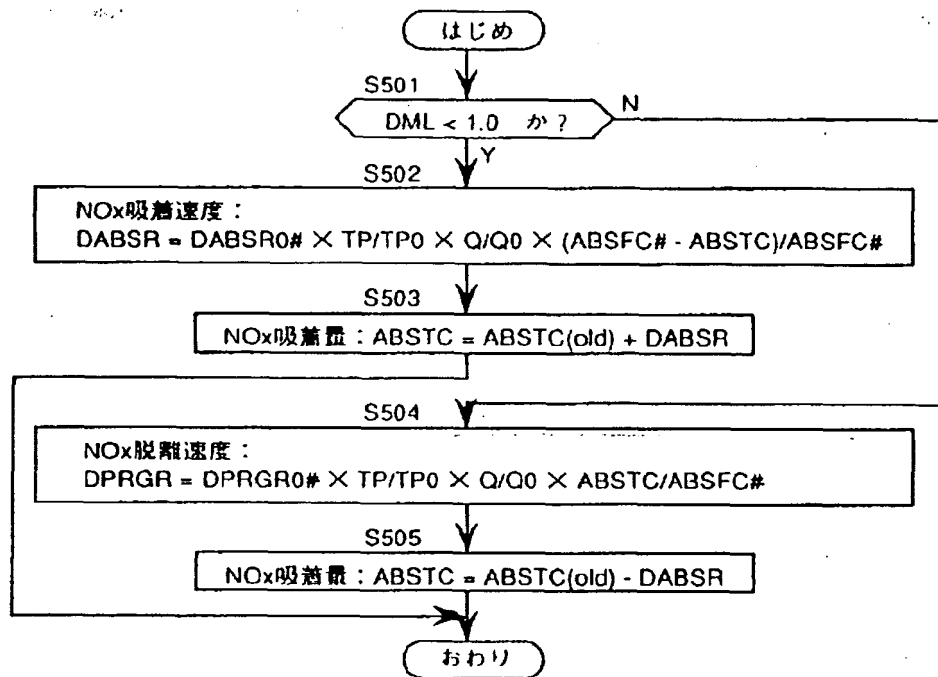 はじめ
S501
DML < 1.0 か ?
N
Y
S502
NOx吸着速度:
DABSR = DABSR0# × TP/TP0 × Q/Q0 × (ABSFC# - ABSTC)/ABSFC#
S503
NOx吸着量: ABSTC = ABSTC(old) + DABSR
S504
NOx脱離速度:
DPRGR = DPRGR0# × TP/TP0 × Q/Q0 × ABSTC/ABSFC#
S505
NOx吸着量: ABSTC = ABSTC(old) - DABSR
おわり